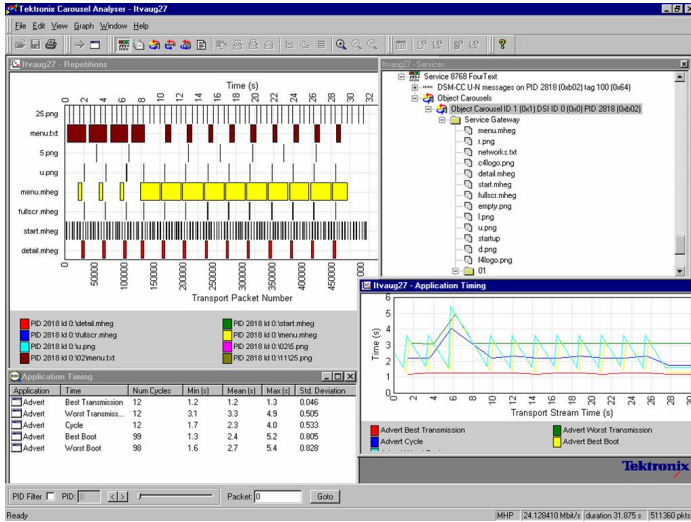 Tektronix Carousel Analyser - Itvaug27
File Edit View Graph Window Help
Itvaug27 - Repetitions
Time (s)
0 2 4 6 8 10 12 14 16 18 20 22 24 26 28 30 32
25.png
menu.txt
5.png
u.png
menu.mheg
fullscr.mheg
start.mheg
detail.mheg
0 50000 100000 150000 200000 250000 300000 350000 400000 450000
Transport Packet Number
PID 2818 Id 0:\detail.mheg
PID 2818 Id 0:\start.mheg
PID 2818 Id 0:\fullscr.mheg
PID 2818 Id 0:\menu.mheg
PID 2818 Id 0:\u.png
PID 2818 Id 0:\02\5.png
PID 2818 Id 0:\02\menu.txt
PID 2818 Id 0:\11\25.png
Itvaug27 - Services
Service 8768 FourText
DSM-CC U-N messages on PID 2818 (0xb02) tag 100 (0x64)
Object Carousels
Object Carousel ID 1 (0x1) DSI ID 0 (0x0) PID 2818 (0xb02)
Service Gateway
menu.mheg
r.png
networks.txt
c4logo.png
detail.mheg
start.mheg
fullscr.mheg
empty.png
l.png
u.png
startup
d.png
f4logo.png
01
Itvaug27 - Application Timing
Time (s)
6
5
4
3
2
1
0
0 2 4 6 8 10 12 14 16 18 20 22 24 26 28
Transport Stream Time (s)
Advert Best Transmission
Advert Worst Transmission
Advert Cycle
Advert Best Boot
Application Timing
Application Time Num Cycles Min (s) Mean (s) Max (s) Std. Deviation
Advert Best Transmission 12 1.2 1.2 1.3 0.046
Advert Worst Transmiss... 12 3.1 3.3 4.9 0.505
Advert Cycle 12 1.7 2.3 4.0 0.533
Advert Best Boot 99 1.3 2.4 5.2 0.805
Advert Worst Boot 98 1.6 2.7 5.4 0.828
Tektronix
PID Filter PID: 0 Packet: 0 Goto
Ready
MHP 24.128410 Mbit/s duration 31.875 s 511360 pkts